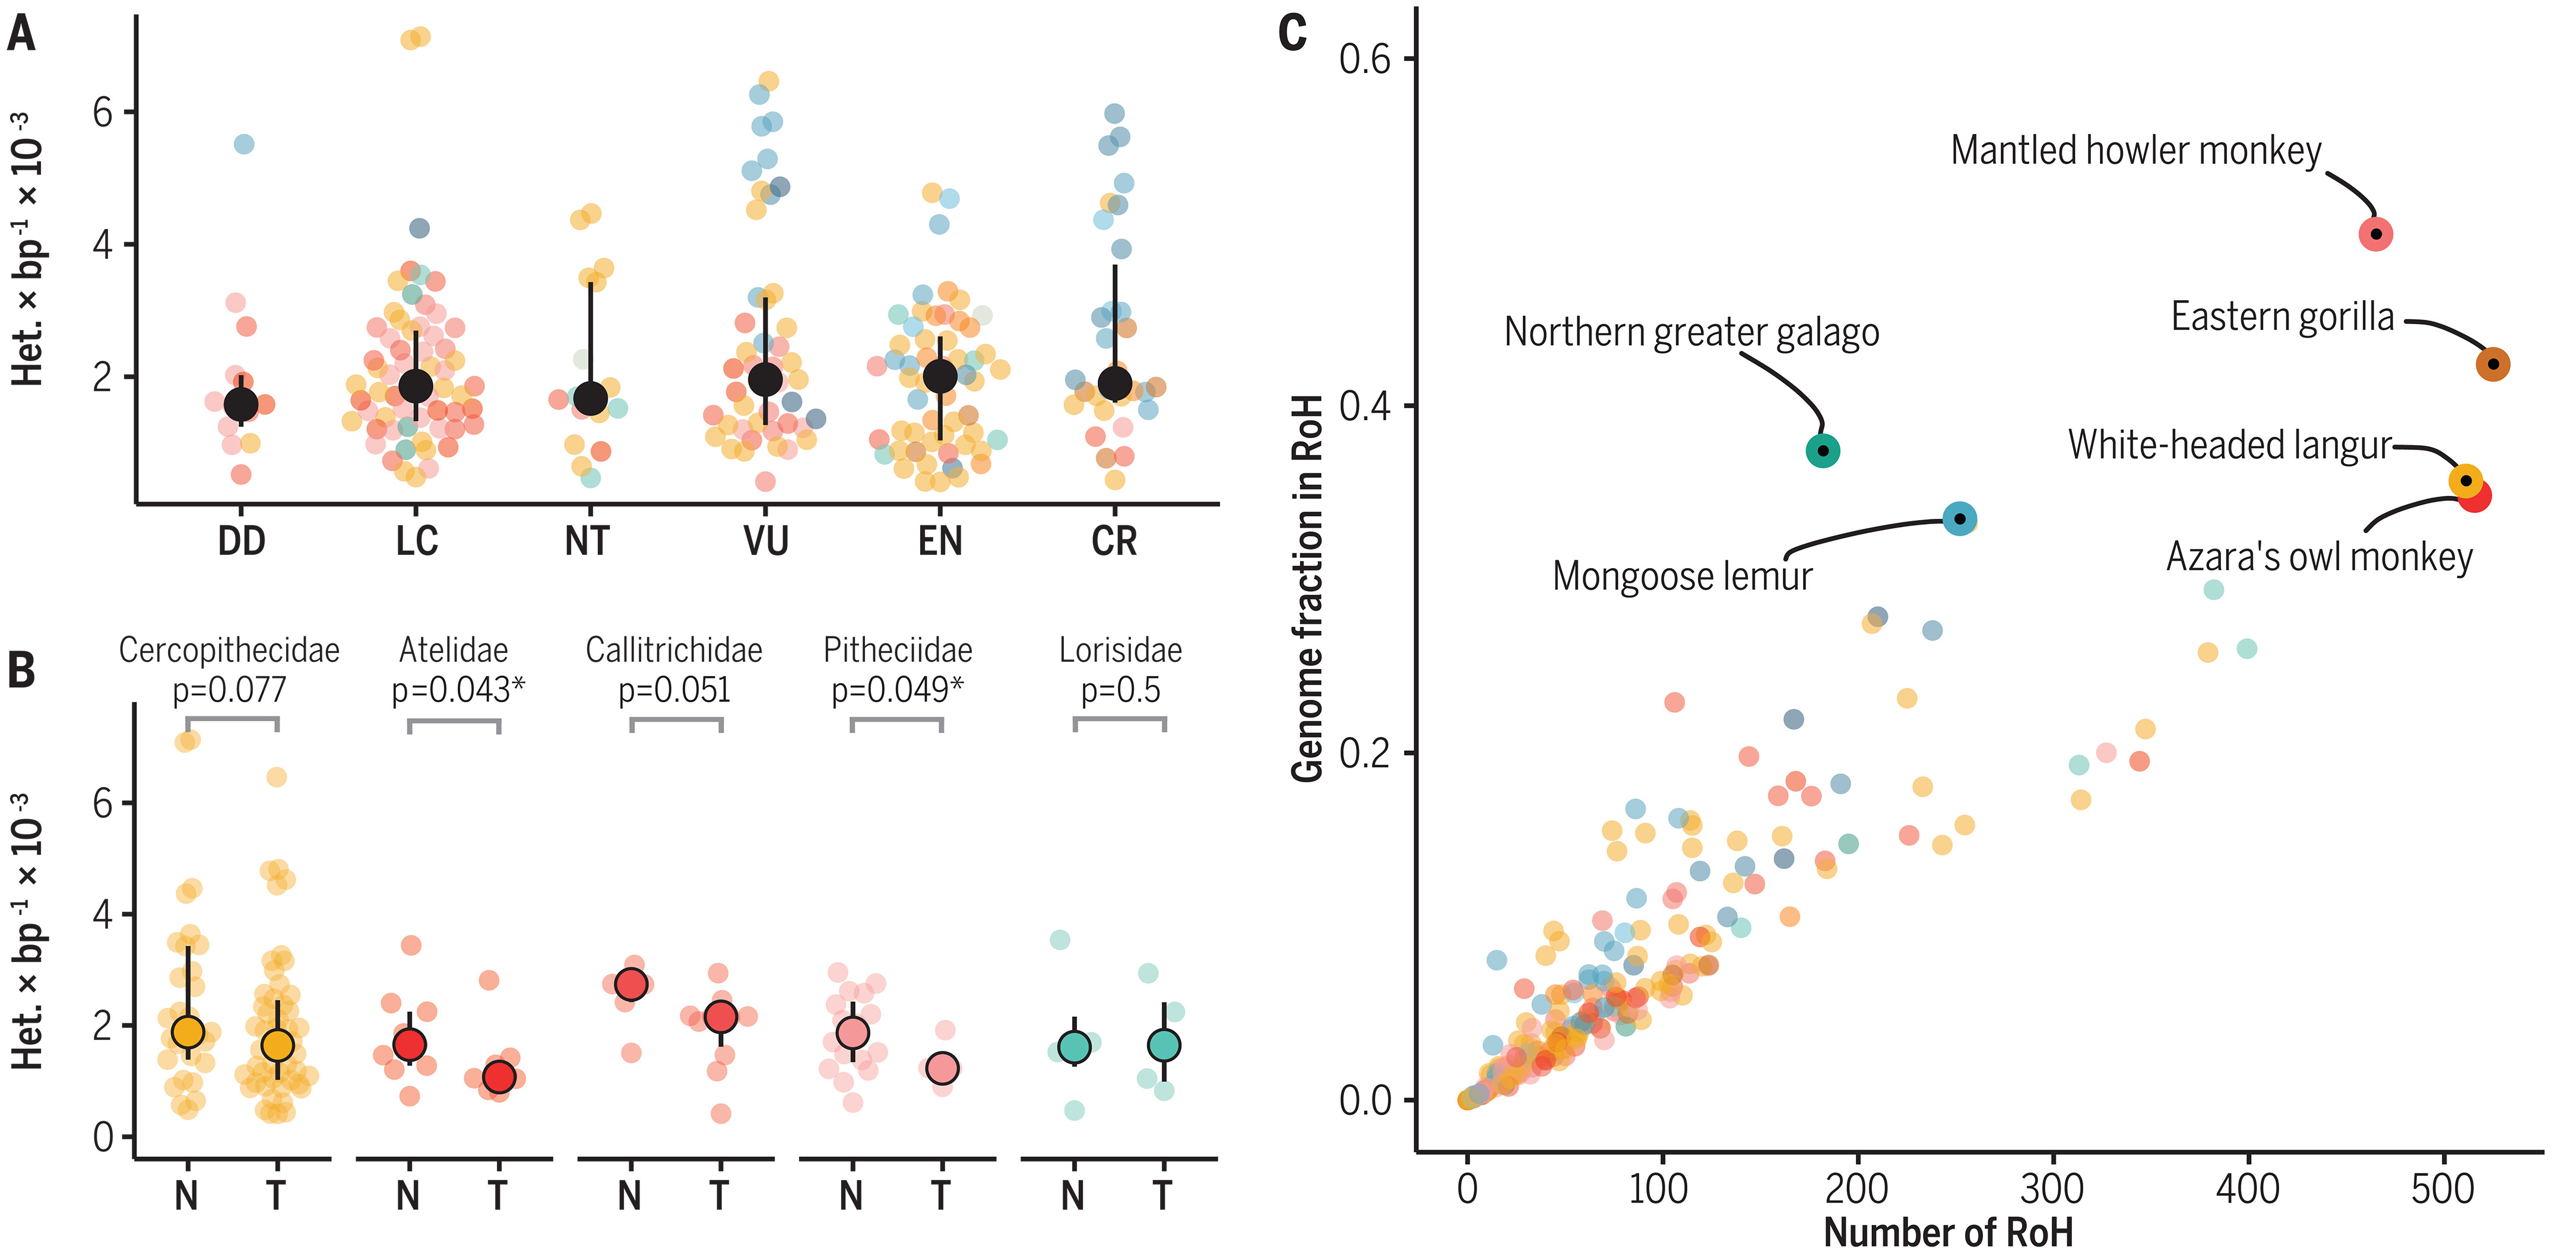 A
Het. × bp⁻¹ × 10⁻³
6
4
2
DD
LC
NT
VU
EN
CR
B
Cercopithecidae
p=0.077
Atelidae
p=0.043*
Callitrichidae
p=0.051
Pitheciidae
p=0.049*
Lorisidae
p=0.5
Het. × bp⁻¹ × 10⁻³
6
4
2
0
N
T
N
T
N
T
N
T
N
T
C
Genome fraction in RoH
0.6
0.4
0.2
0.0
Mantled howler monkey
Eastern gorilla
Northern greater galago
White-headed langur
Azara's owl monkey
Mongoose lemur
0
100
200
300
400
500
Number of RoH